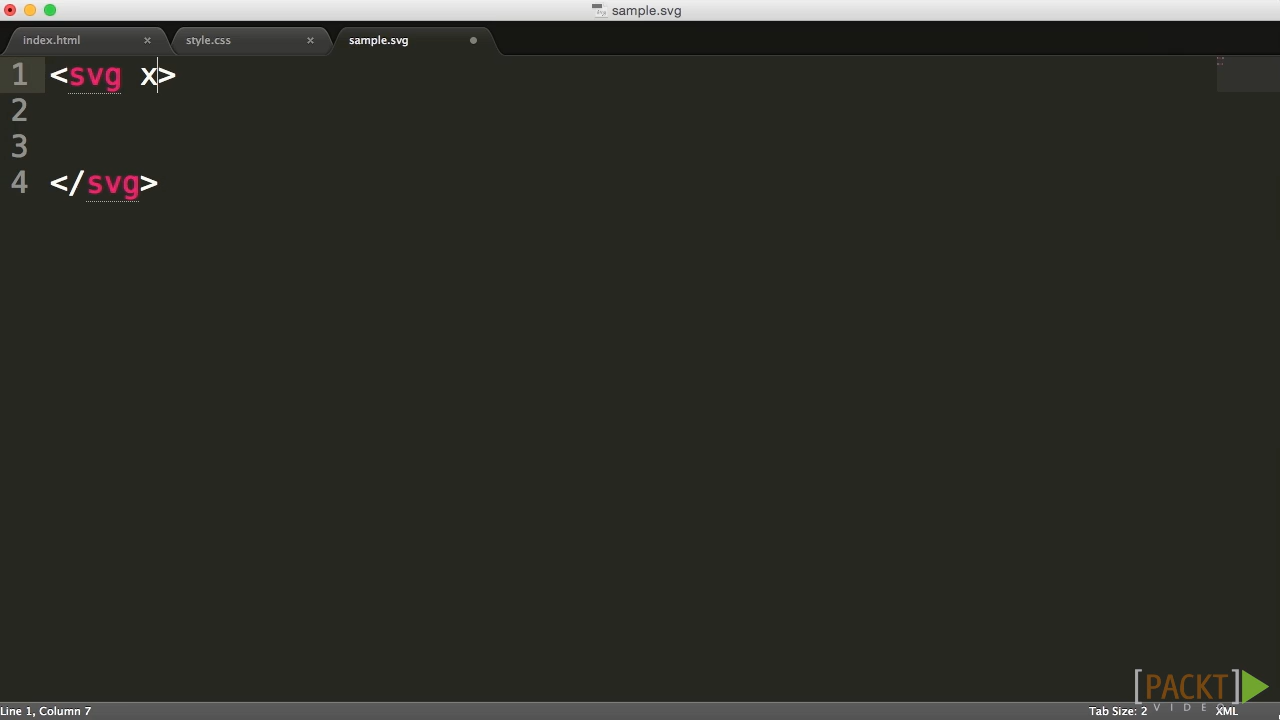 sample.svg
index.html × style.css × sample.svg
1 <svg x>
2
3
4 </svg>
[PACKT]
VIDEO
Line 1, Column 7 Tab Size: 2 XML